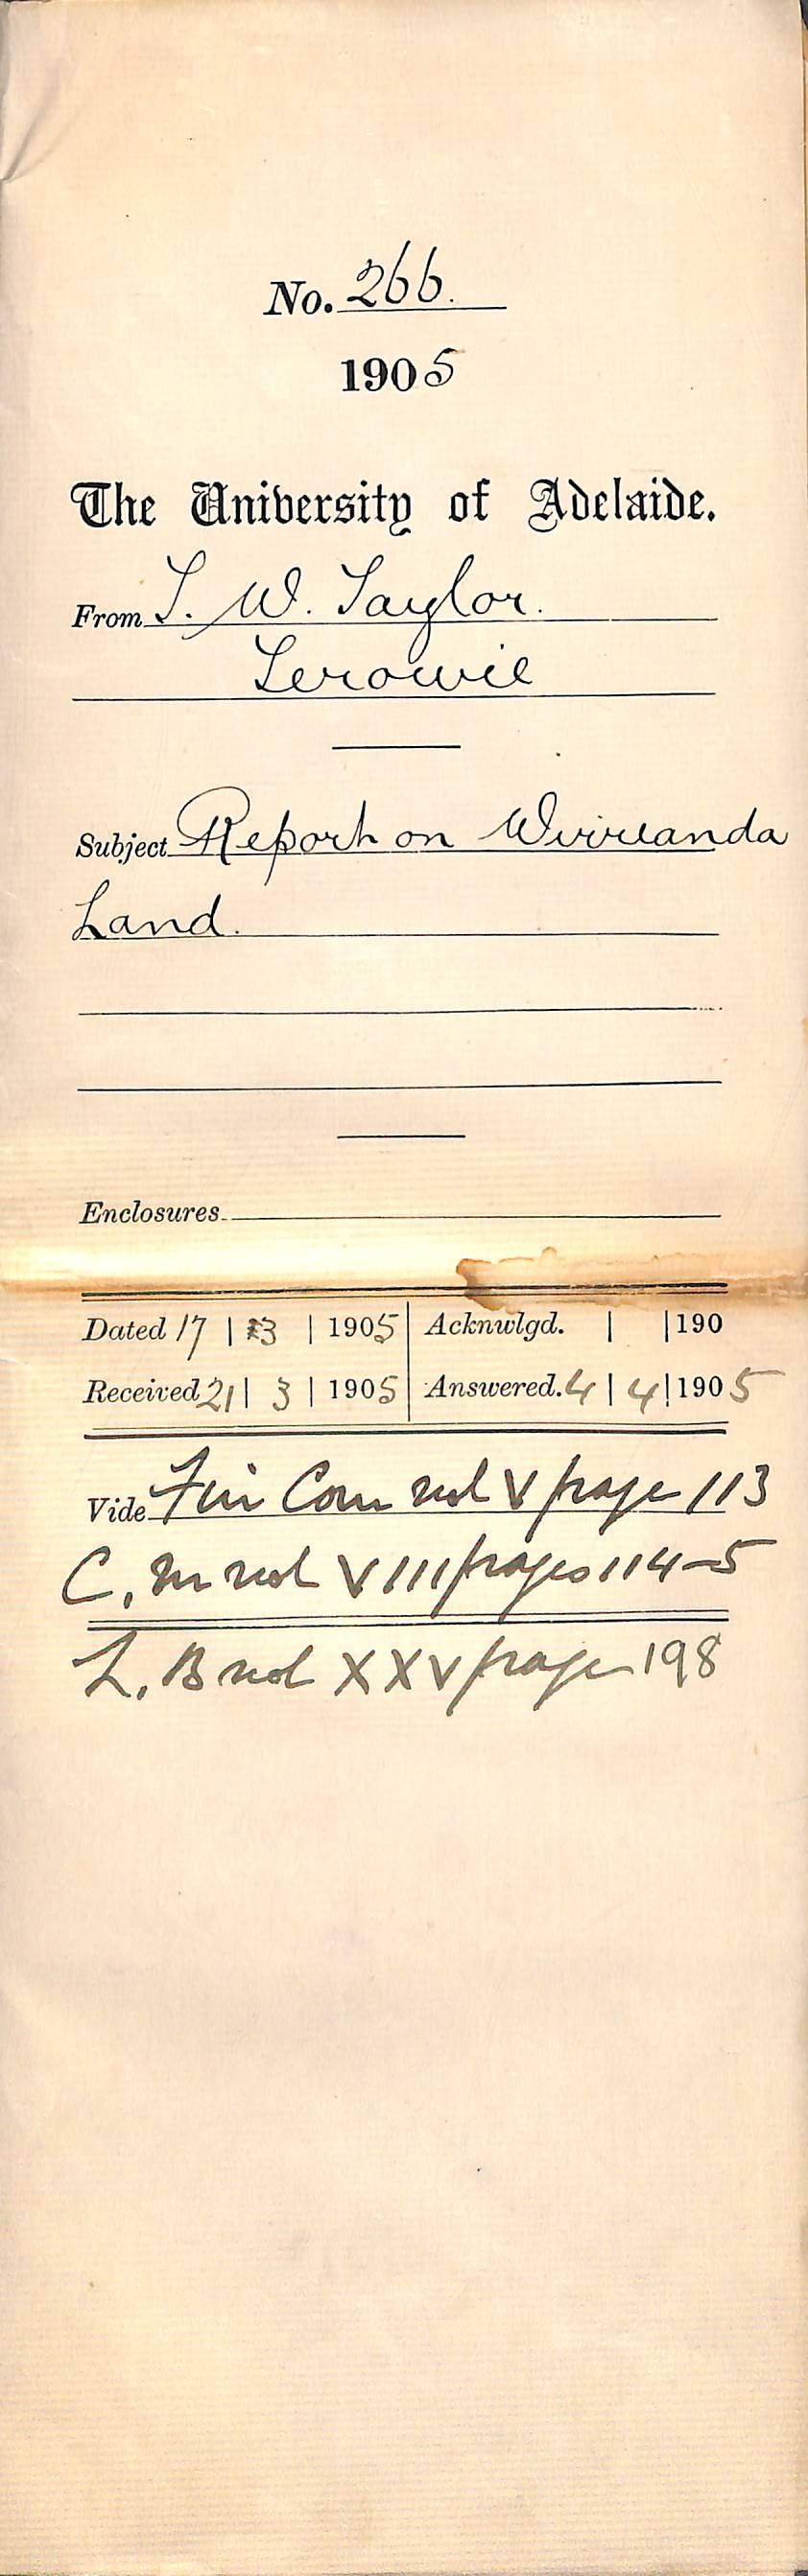 No. 266.
1905
The University of Adelaide.
From T. W. Taylor.
Terowie
Subject Report on Wirreanda
Land.
Enclosures
Dated 17 | 3 | 1905 | Acknwlgd. | | 190
Received 21 | 3 | 1905 | Answered. 4 | 4 | 1905
Vide Fin Com vol V page 113
C. M vol VIII pages 114-5
L. B vol XXV page 198